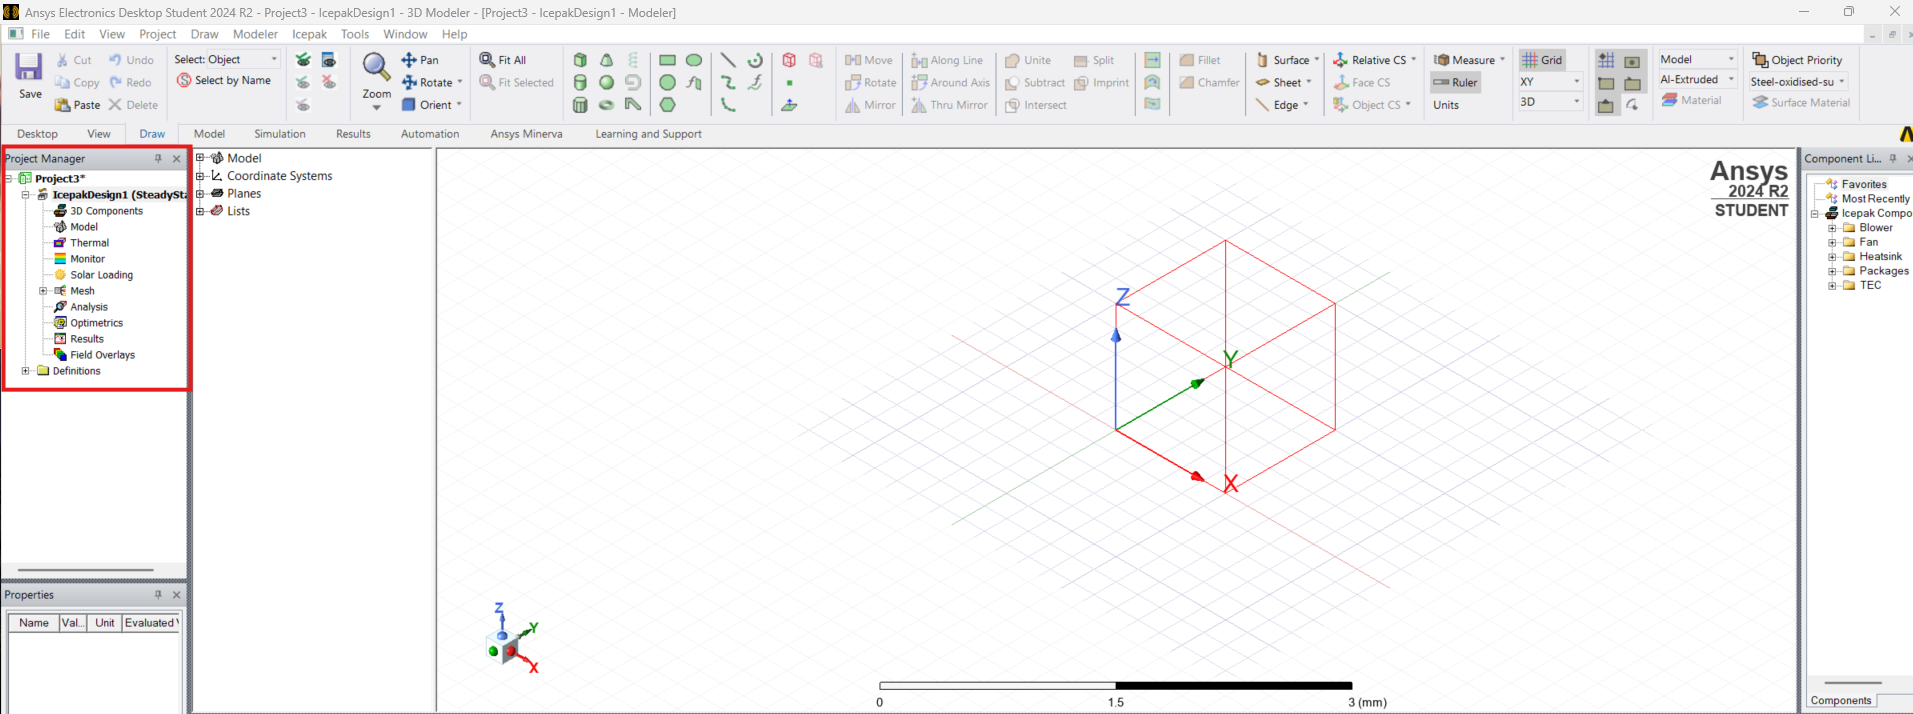 Ansys Electronics Desktop Student 2024 R2 - Project3 - IcepakDesign1 - 3D Modeler - [Project3 - IcepakDesign1 - Modeler]
File Edit View Project Draw Modeler Icepak Tools Window Help
Save
Cut
Copy
Paste
Undo
Redo
Delete
Select: Object
Select by Name
Zoom
Pan
Rotate
Orient
Fit All
Fit Selected
Move
Rotate
Mirror
Along Line
Around Axis
Thru Mirror
Unite
Subtract
Intersect
Split
Imprint
Fillet
Chamfer
Surface
Sheet
Edge
Relative CS
Face CS
Object CS
Measure
Ruler
Units
Grid
XY
3D
Model
Al-Extruded
Material
Object Priority
Steel-oxidised-su
Surface Material
Desktop View Draw Model Simulation Results Automation Ansys Minerva Learning and Support
Project Manager
Project3*
IcepakDesign1 (SteadySta
3D Components
Model
Thermal
Monitor
Solar Loading
Mesh
Analysis
Optimetrics
Results
Field Overlays
Definitions
Properties
Name Val... Unit Evaluated V
Model
Coordinate Systems
Planes
Lists
Ansys
2024 R2
STUDENT
Z
Y
X
Z
Y
X
0 1.5 3 (mm)
Component Li...
Favorites
Most Recently
Icepak Compo
Blower
Fan
Heatsink
Packages
TEC
Components